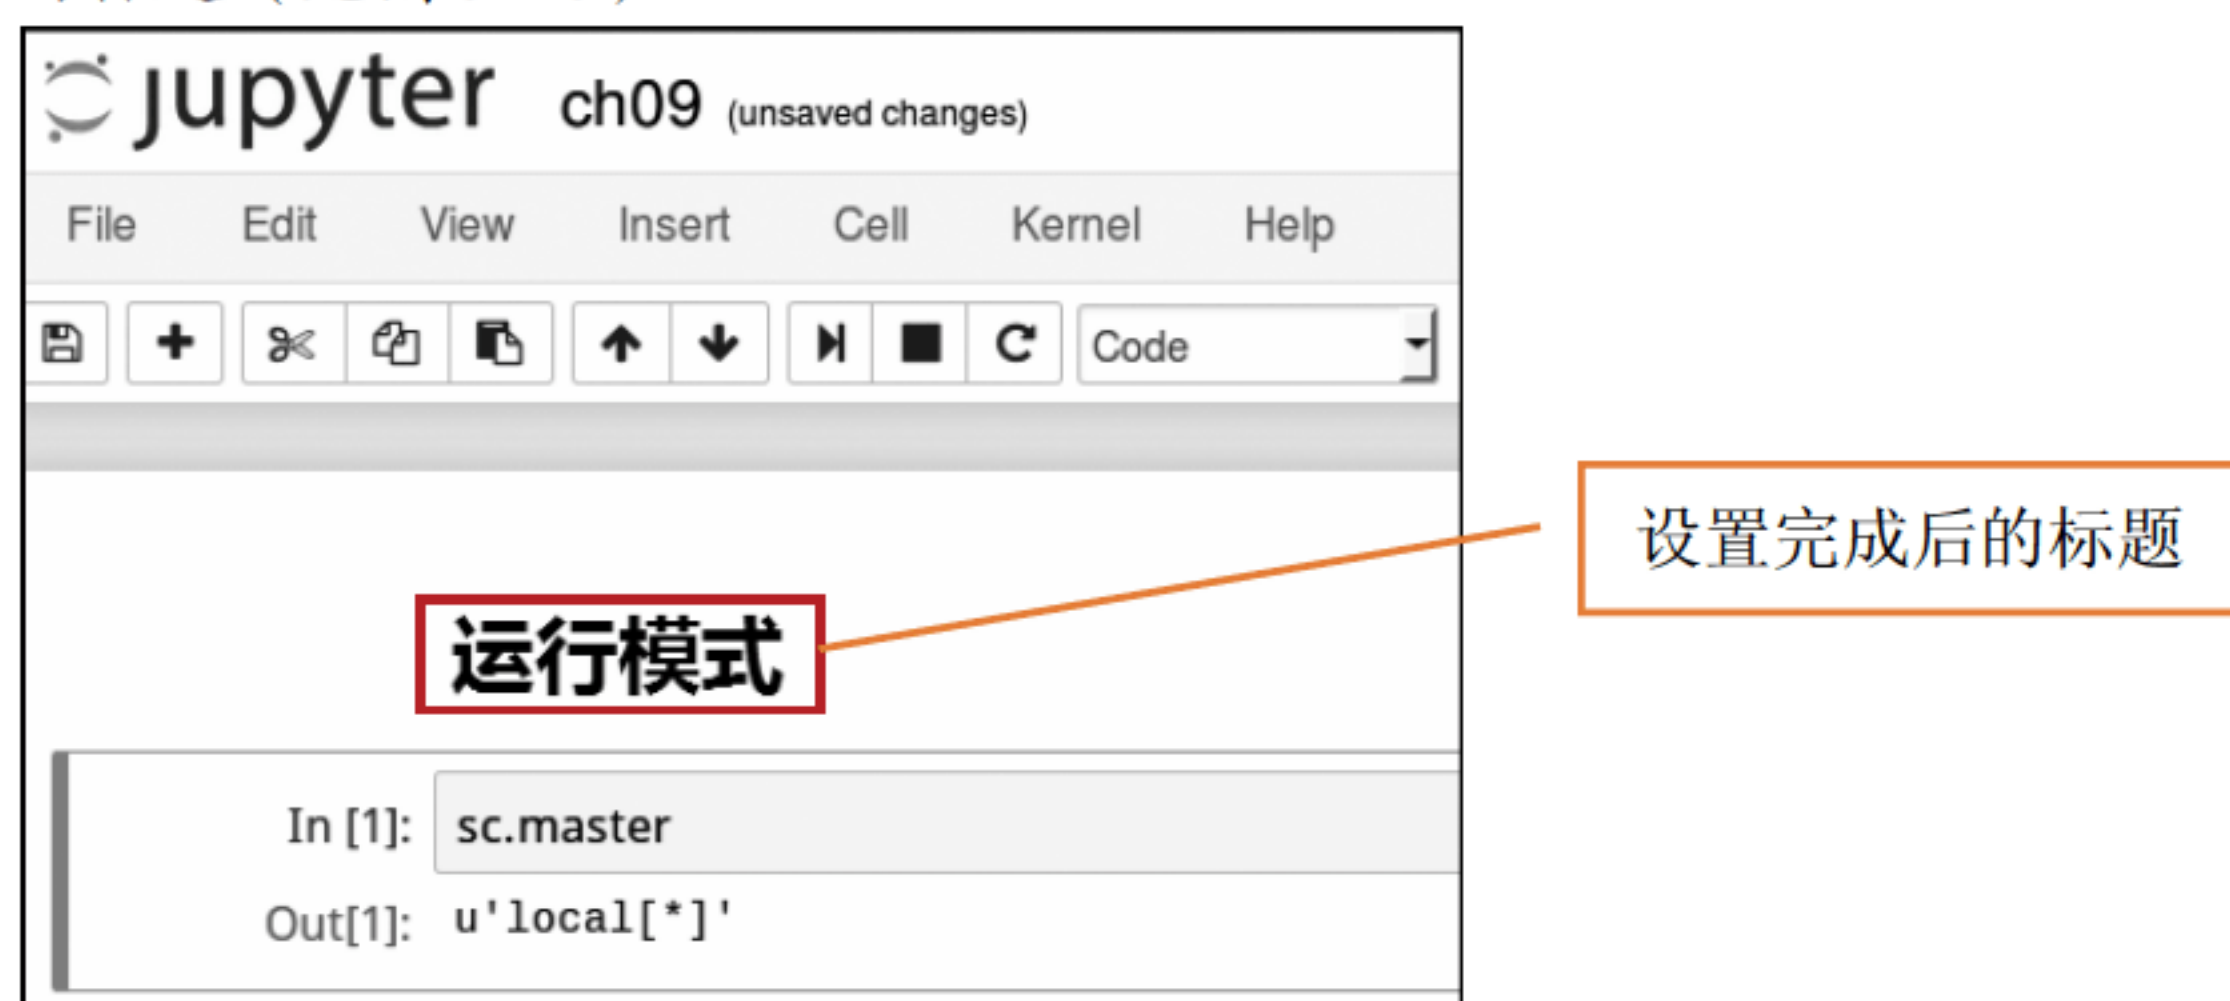 jupyter ch09 (unsaved changes)
File Edit View Insert Cell Kernel Help
Code
设置完成后的标题
运行模式
In [1]: sc.master
Out[1]: u'local[*]'